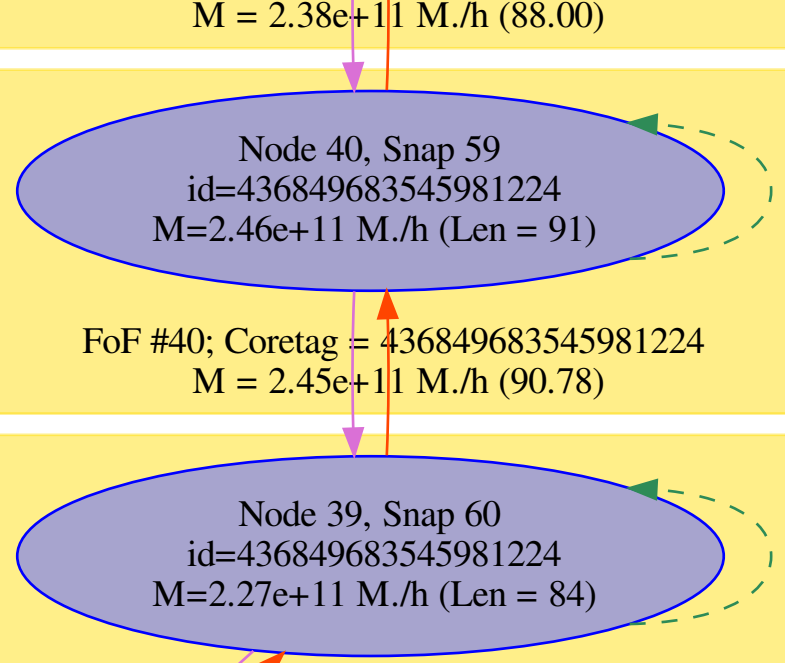 M = 2.38e+11 M./h (88.00)
Node 40, Snap 59
id=436849683545981224
M=2.46e+11 M./h (Len = 91)
FoF #40; Coretag = 436849683545981224
M = 2.45e+11 M./h (90.78)
Node 39, Snap 60
id=436849683545981224
M=2.27e+11 M./h (Len = 84)